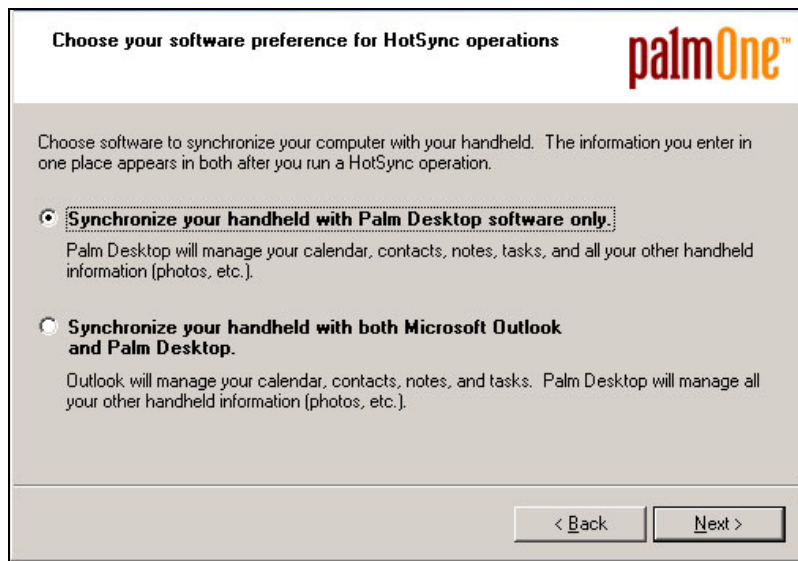 Choose your software preference for HotSync operations
palmOne™
Choose software to synchronize your computer with your handheld. The information you enter in
one place appears in both after you run a HotSync operation.
Synchronize your handheld with Palm Desktop software only.
Palm Desktop will manage your calendar, contacts, notes, tasks, and all your other handheld
information (photos, etc.).
Synchronize your handheld with both Microsoft Outlook
and Palm Desktop.
Outlook will manage your calendar, contacts, notes, and tasks. Palm Desktop will manage all
your other handheld information (photos, etc.).
< Back
Next >